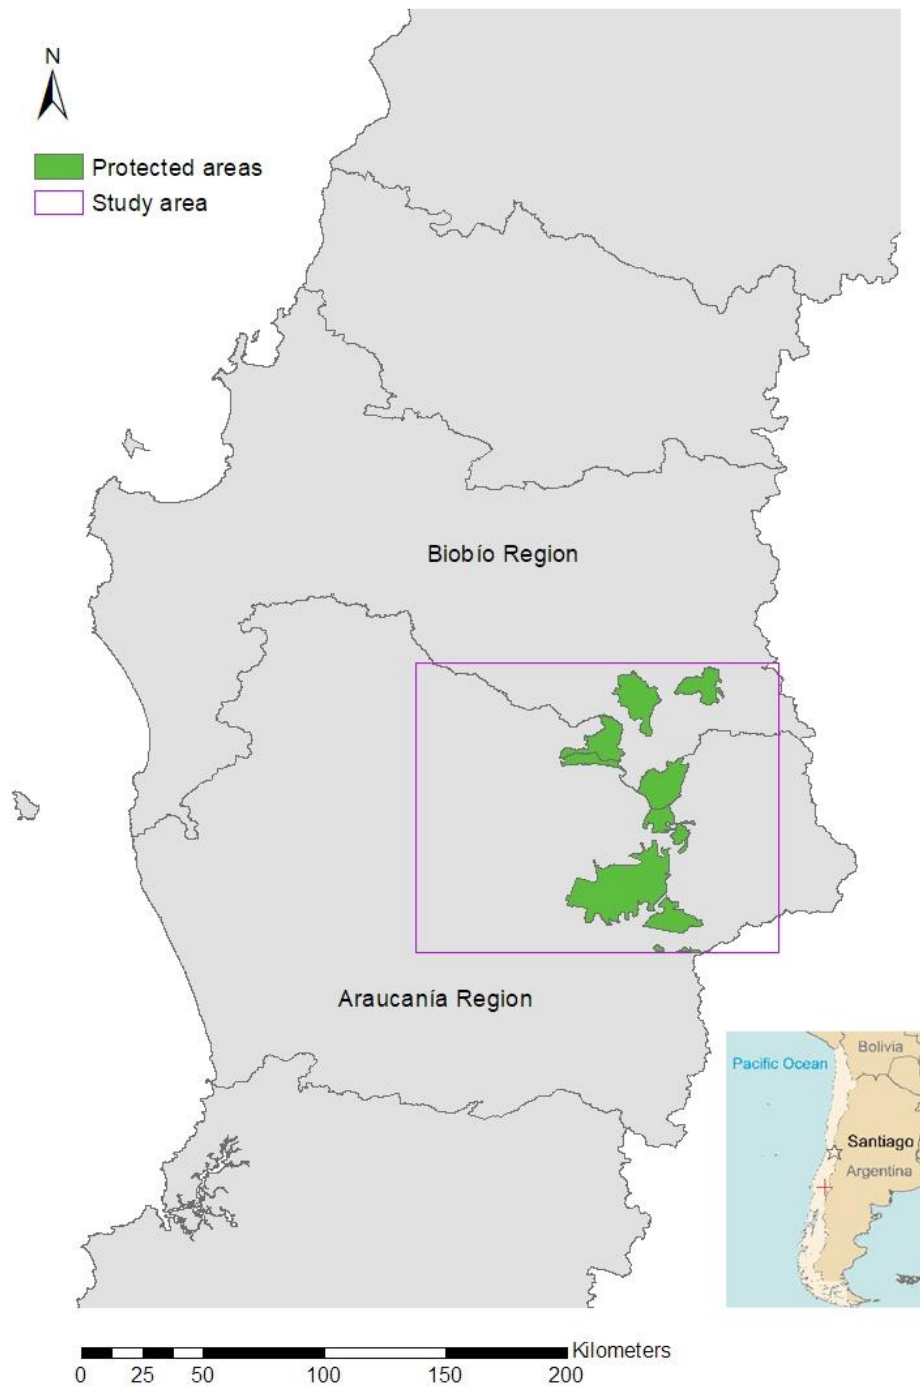 N
Protected areas
Study area
Biobío Region
Araucanía Region
Bolivia
Pacific Ocean
Santiago
Argentina
Kilometers
0 25 50 100 150 200